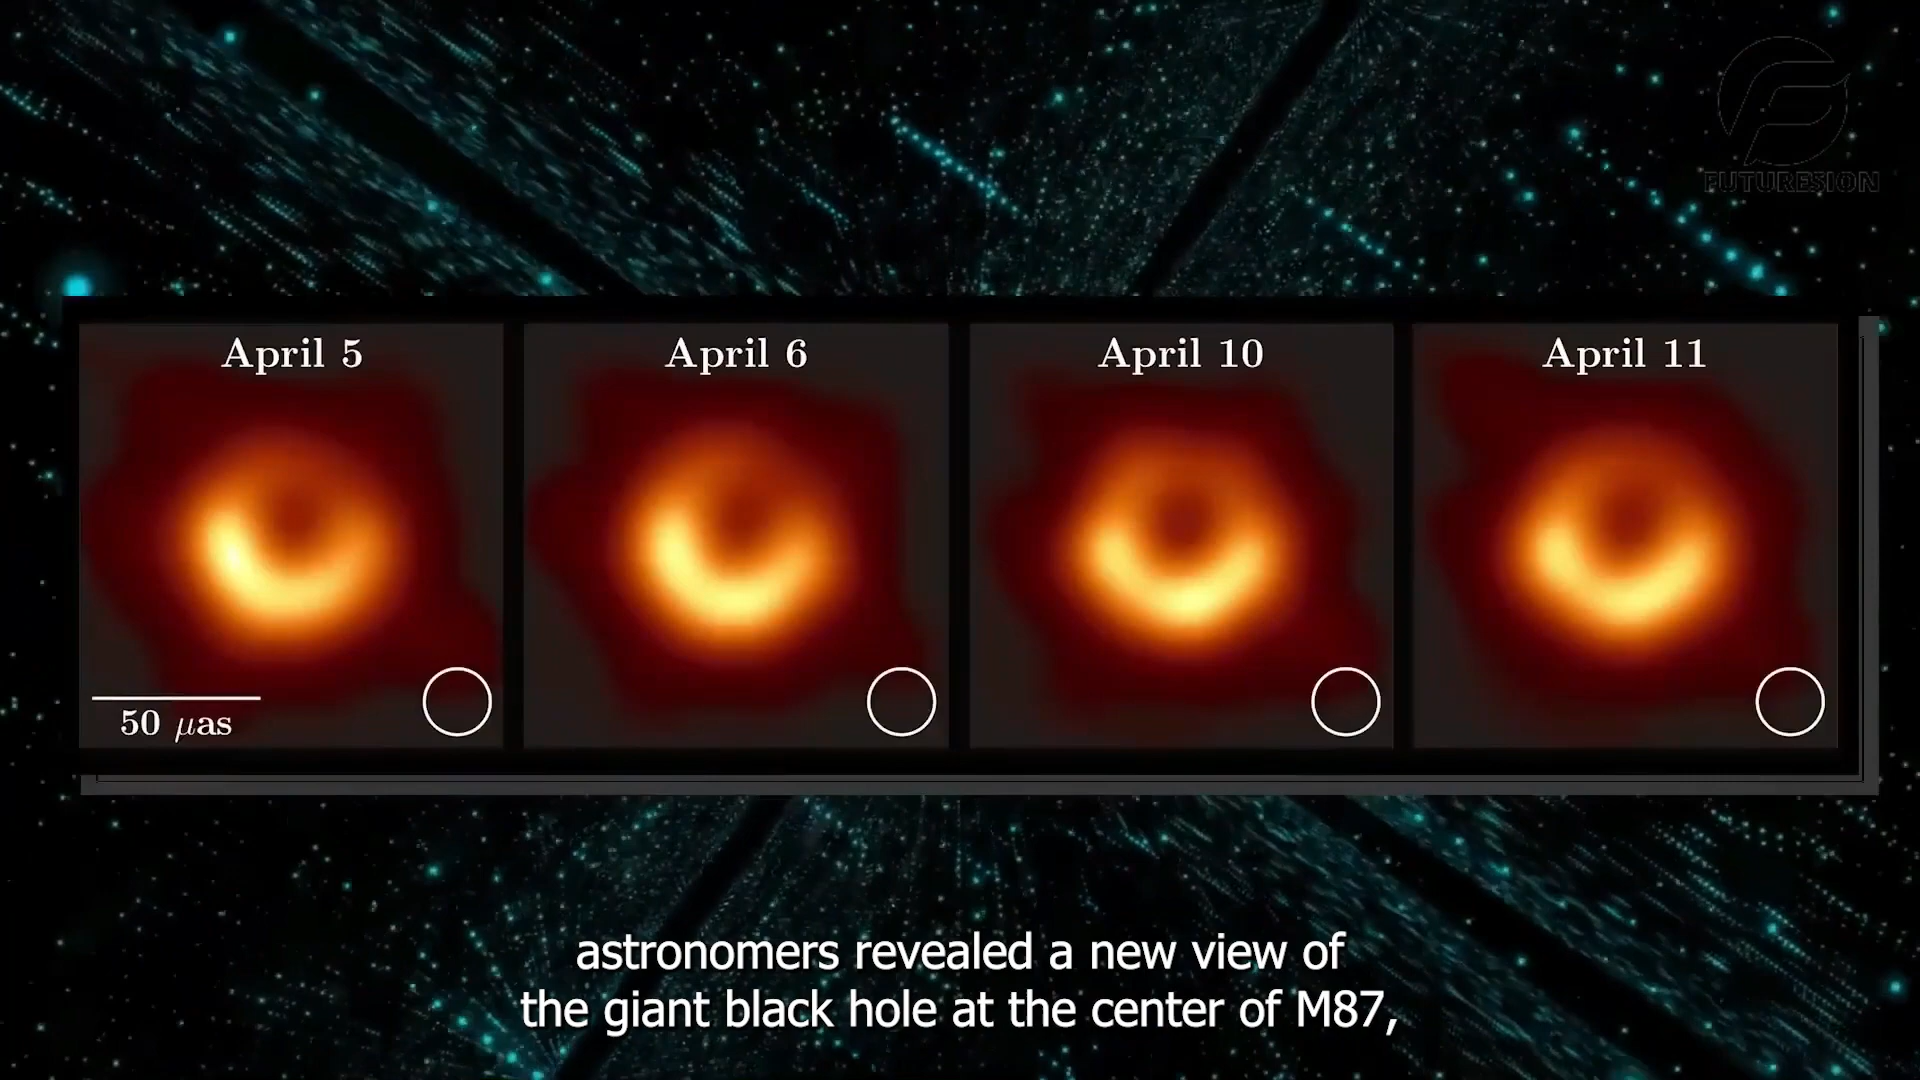 FUTURESION
April 5
April 6
April 10
April 11
50 μas
astronomers revealed a new view of
the giant black hole at the center of M87,